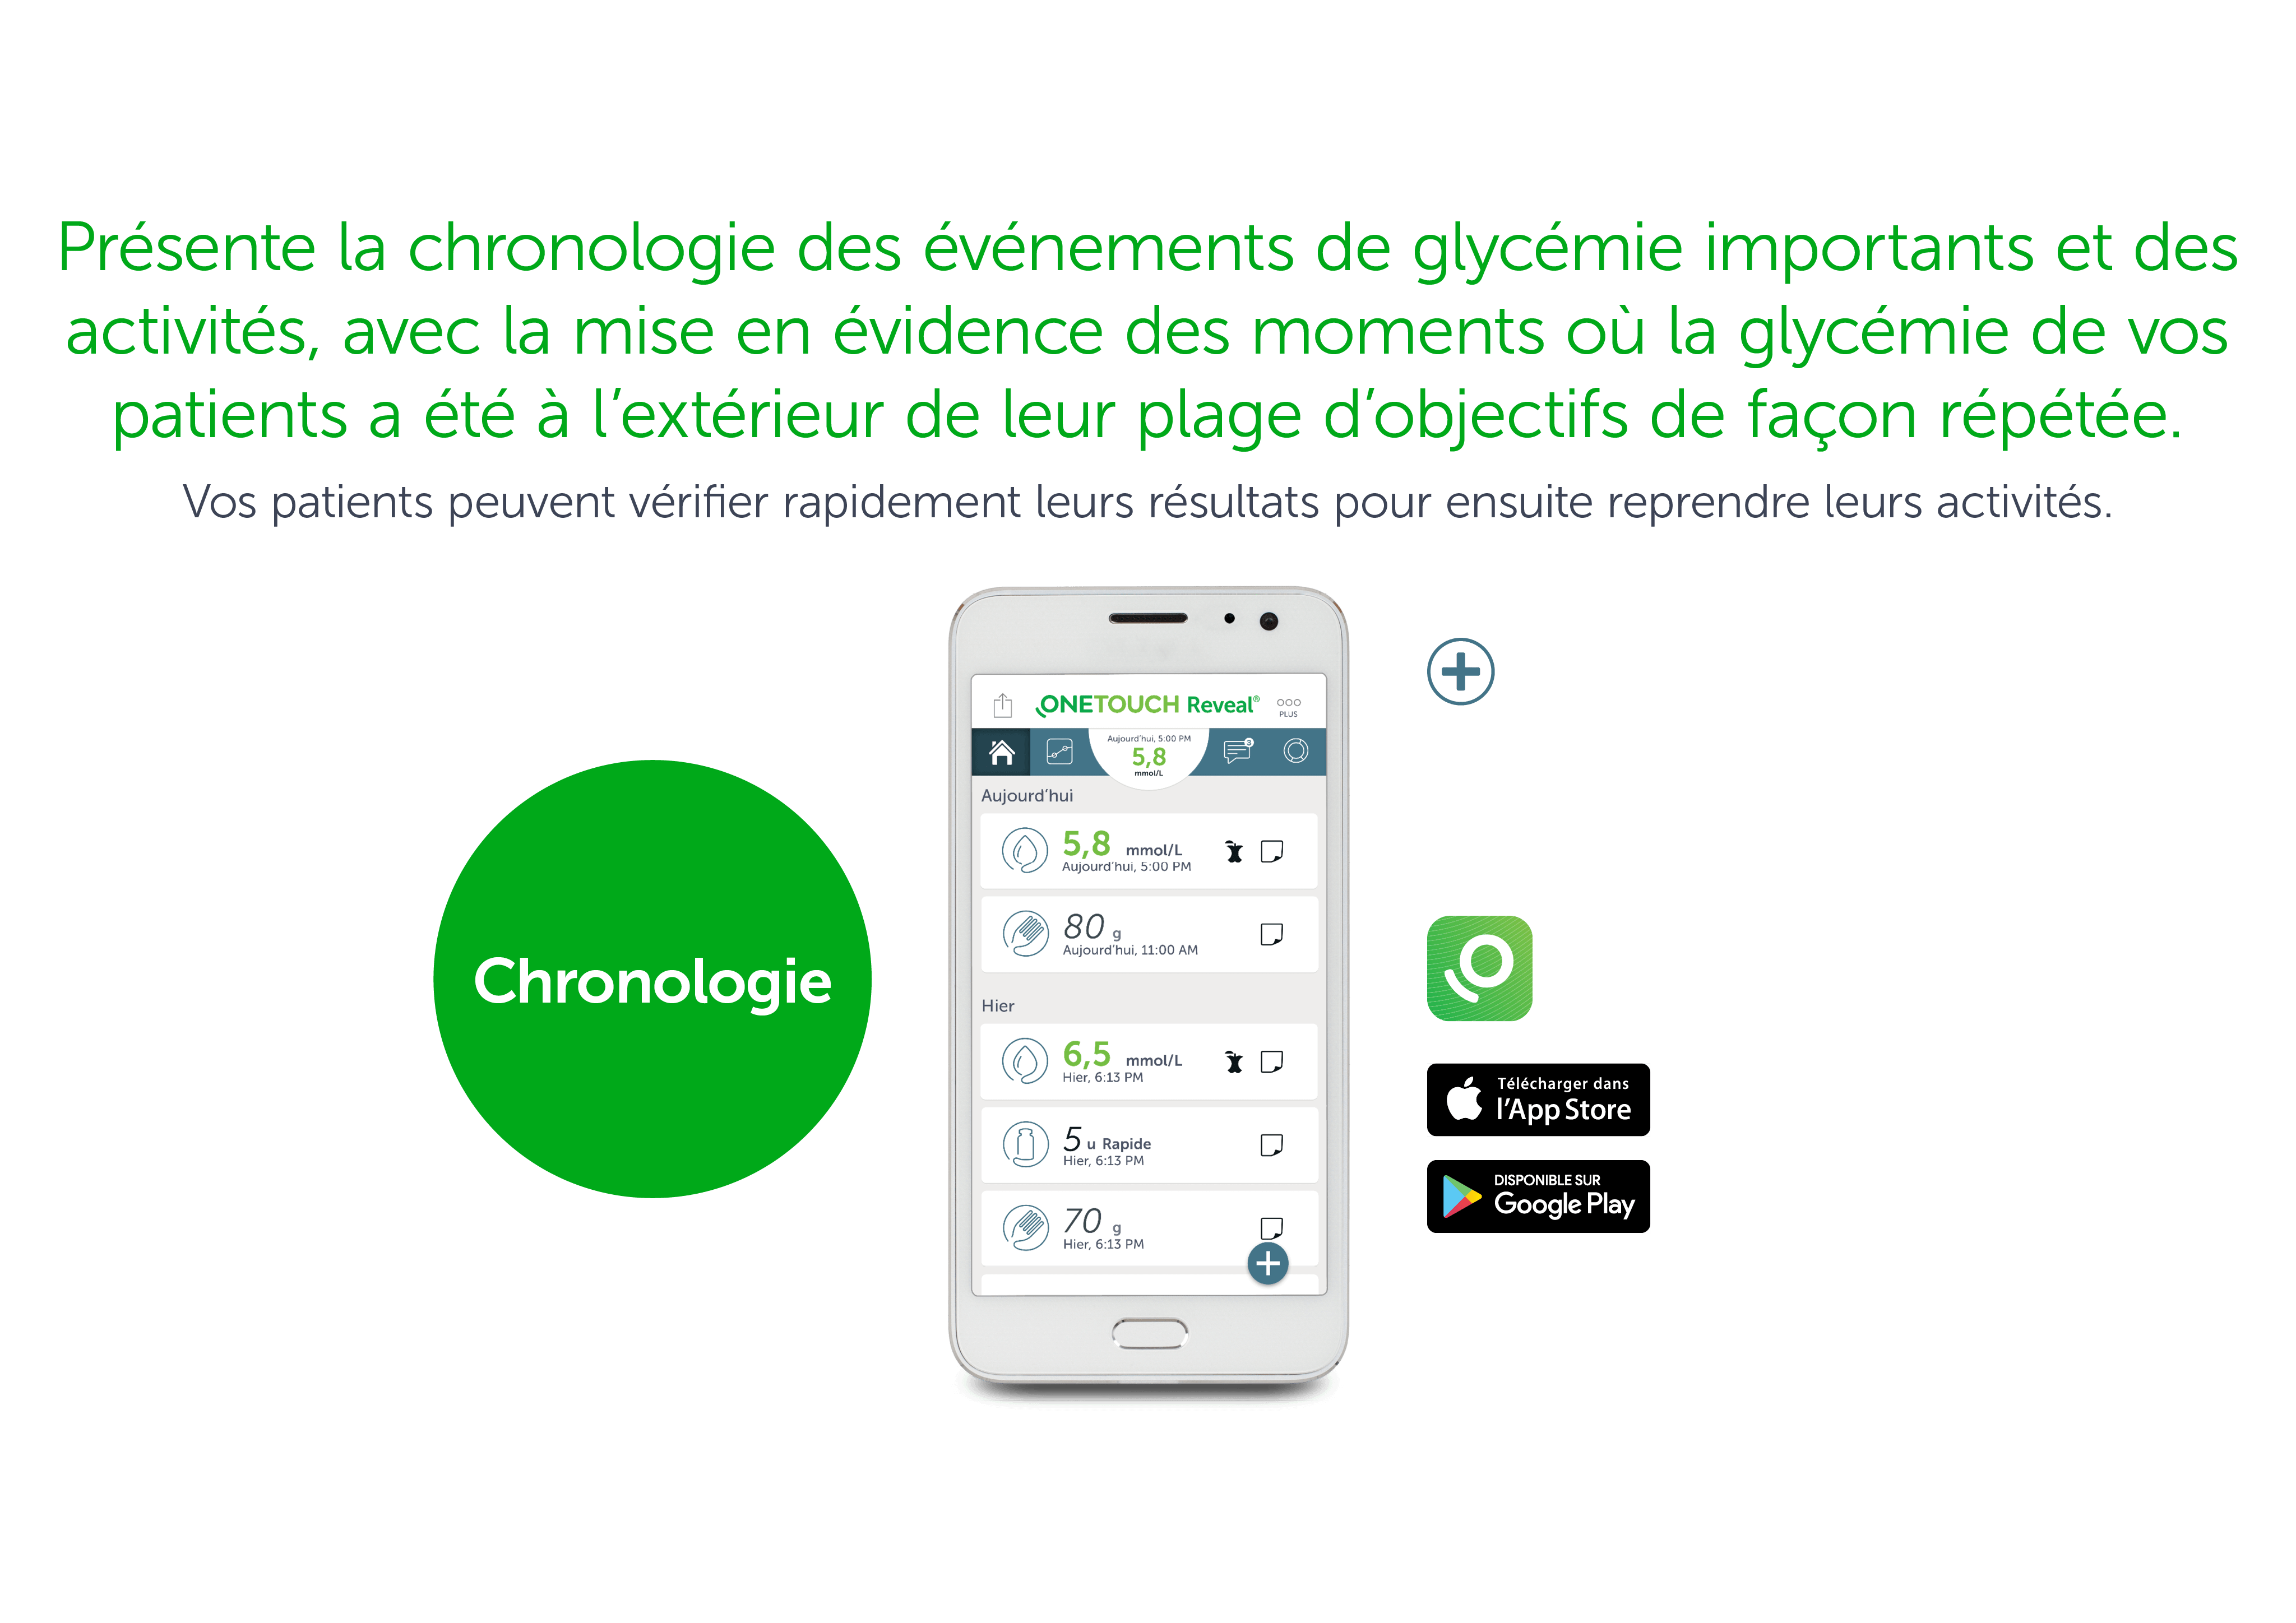 Présente la chronologie des événements de glycémie importants et des
activités, avec la mise en évidence des moments où la glycémie de vos
patients a été à l’extérieur de leur plage d’objectifs de façon répétée.
Vos patients peuvent vérifier rapidement leurs résultats pour ensuite reprendre leurs activités.
Chronologie
ONETOUCH Reveal®
PLUS
Aujourd'hui, 5:00 PM
5,8
mmol/L
3
Aujourd’hui
5,8 mmol/L
Aujourd'hui, 5:00 PM
80 g
Aujourd’hui, 11:00 AM
Hier
6,5 mmol/L
Hier, 6:13 PM
5 u Rapide
Hier, 6:13 PM
70 g
Hier, 6:13 PM
Télécharger dans
l’App Store
DISPONIBLE SUR
Google Play